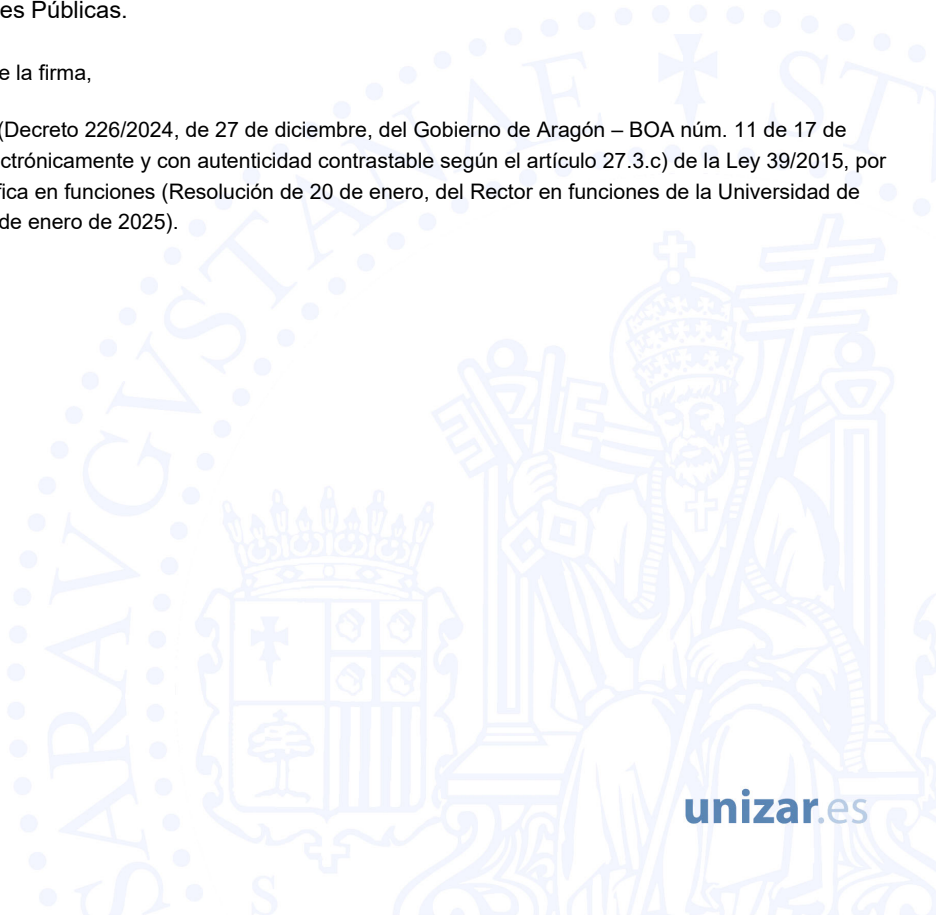 es Públicas.
e la firma,
(Decreto 226/2024, de 27 de diciembre, del Gobierno de Aragón – BOA núm. 11 de 17 de
ctrónicamente y con autenticidad contrastable según el artículo 27.3.c) de la Ley 39/2015, por
fica en funciones (Resolución de 20 de enero, del Rector en funciones de la Universidad de
de enero de 2025).
SARAVGVSTANAE ST
unizar.es
S